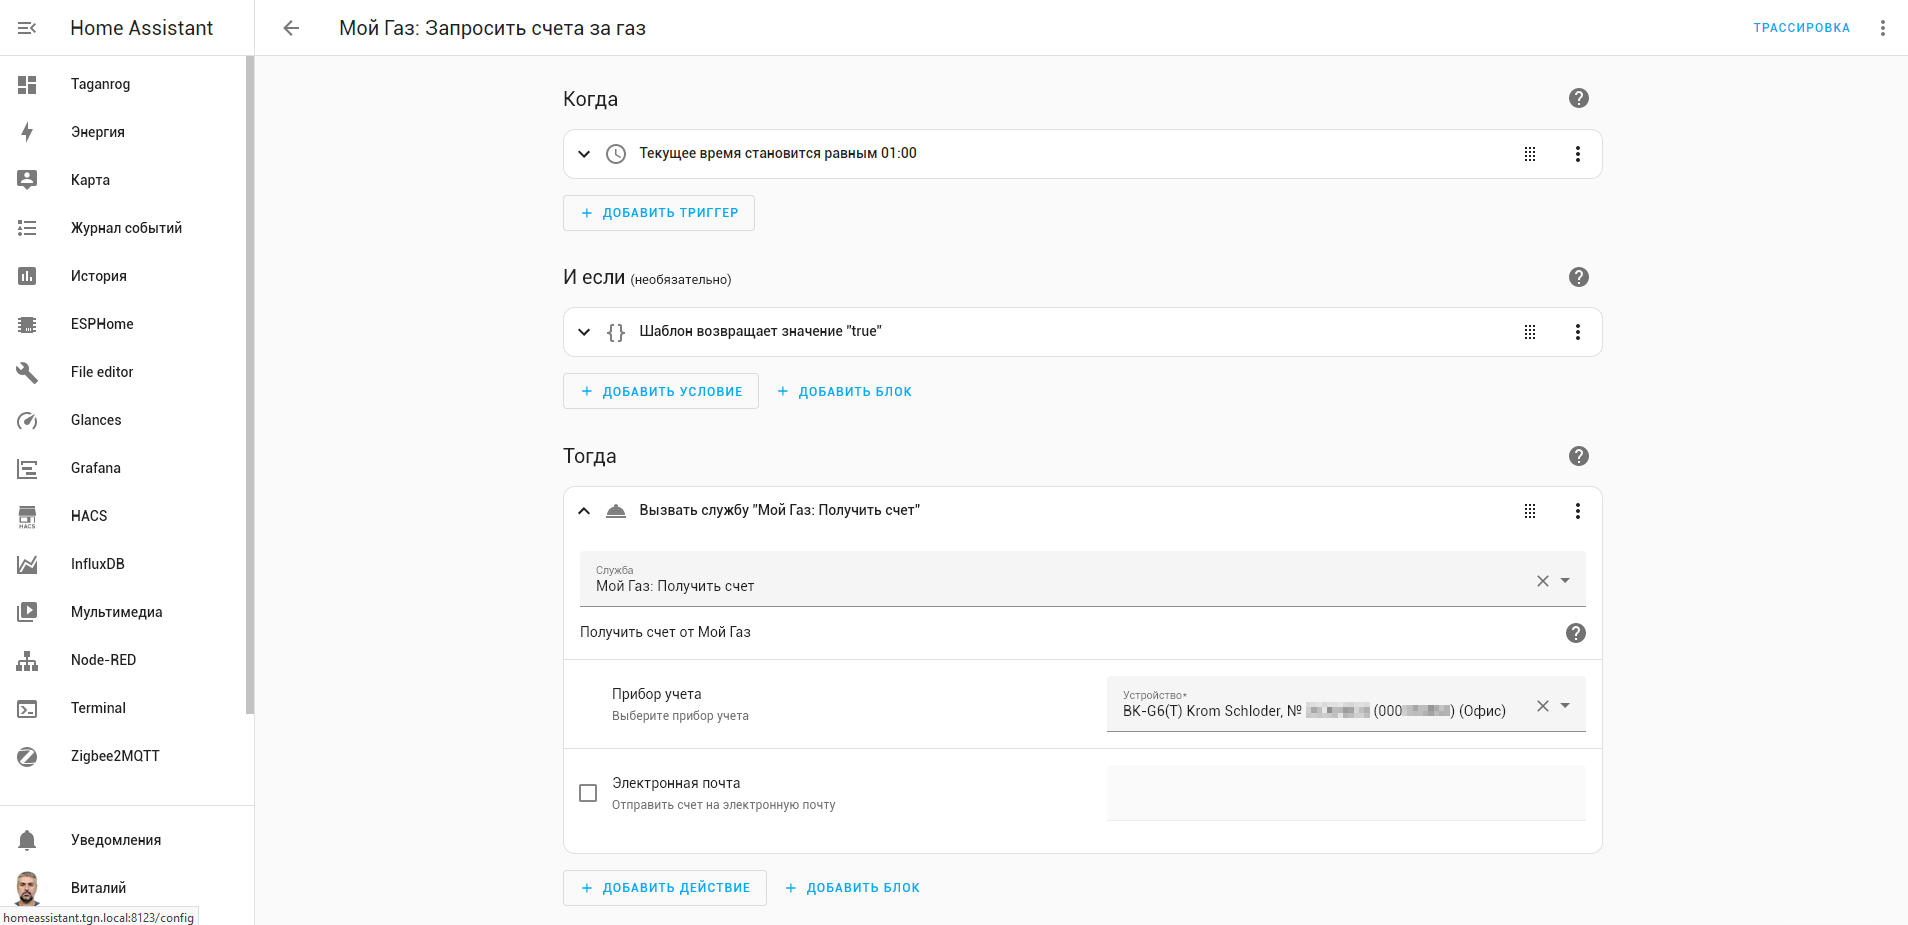 Home Assistant
Мой Газ: Запросить счета за газ
ТРАССИРОВКА
Taganrog
Энергия
Карта
Журнал событий
История
ESPHome
File editor
Glances
Grafana
HACS
HACS
InfluxDB
Мультимедиа
Node-RED
Terminal
Zigbee2MQTT
Уведомления
Виталий
homeassistant.tgn.local:8123/config
Когда
Текущее время становится равным 01:00
ДОБАВИТЬ ТРИГГЕР
И если (необязательно)
Шаблон возвращает значение "true"
ДОБАВИТЬ УСЛОВИЕ
ДОБАВИТЬ БЛОК
Тогда
Вызвать службу "Мой Газ: Получить счет"
Служба
Мой Газ: Получить счет
Получить счет от Мой Газ
Прибор учета
Выберите прибор учета
Устройство*
ВК-G6(T) Krom Schloder, № (000 ) (Офис)
Электронная почта
Отправить счет на электронную почту
ДОБАВИТЬ ДЕЙСТВИЕ
ДОБАВИТЬ БЛОК